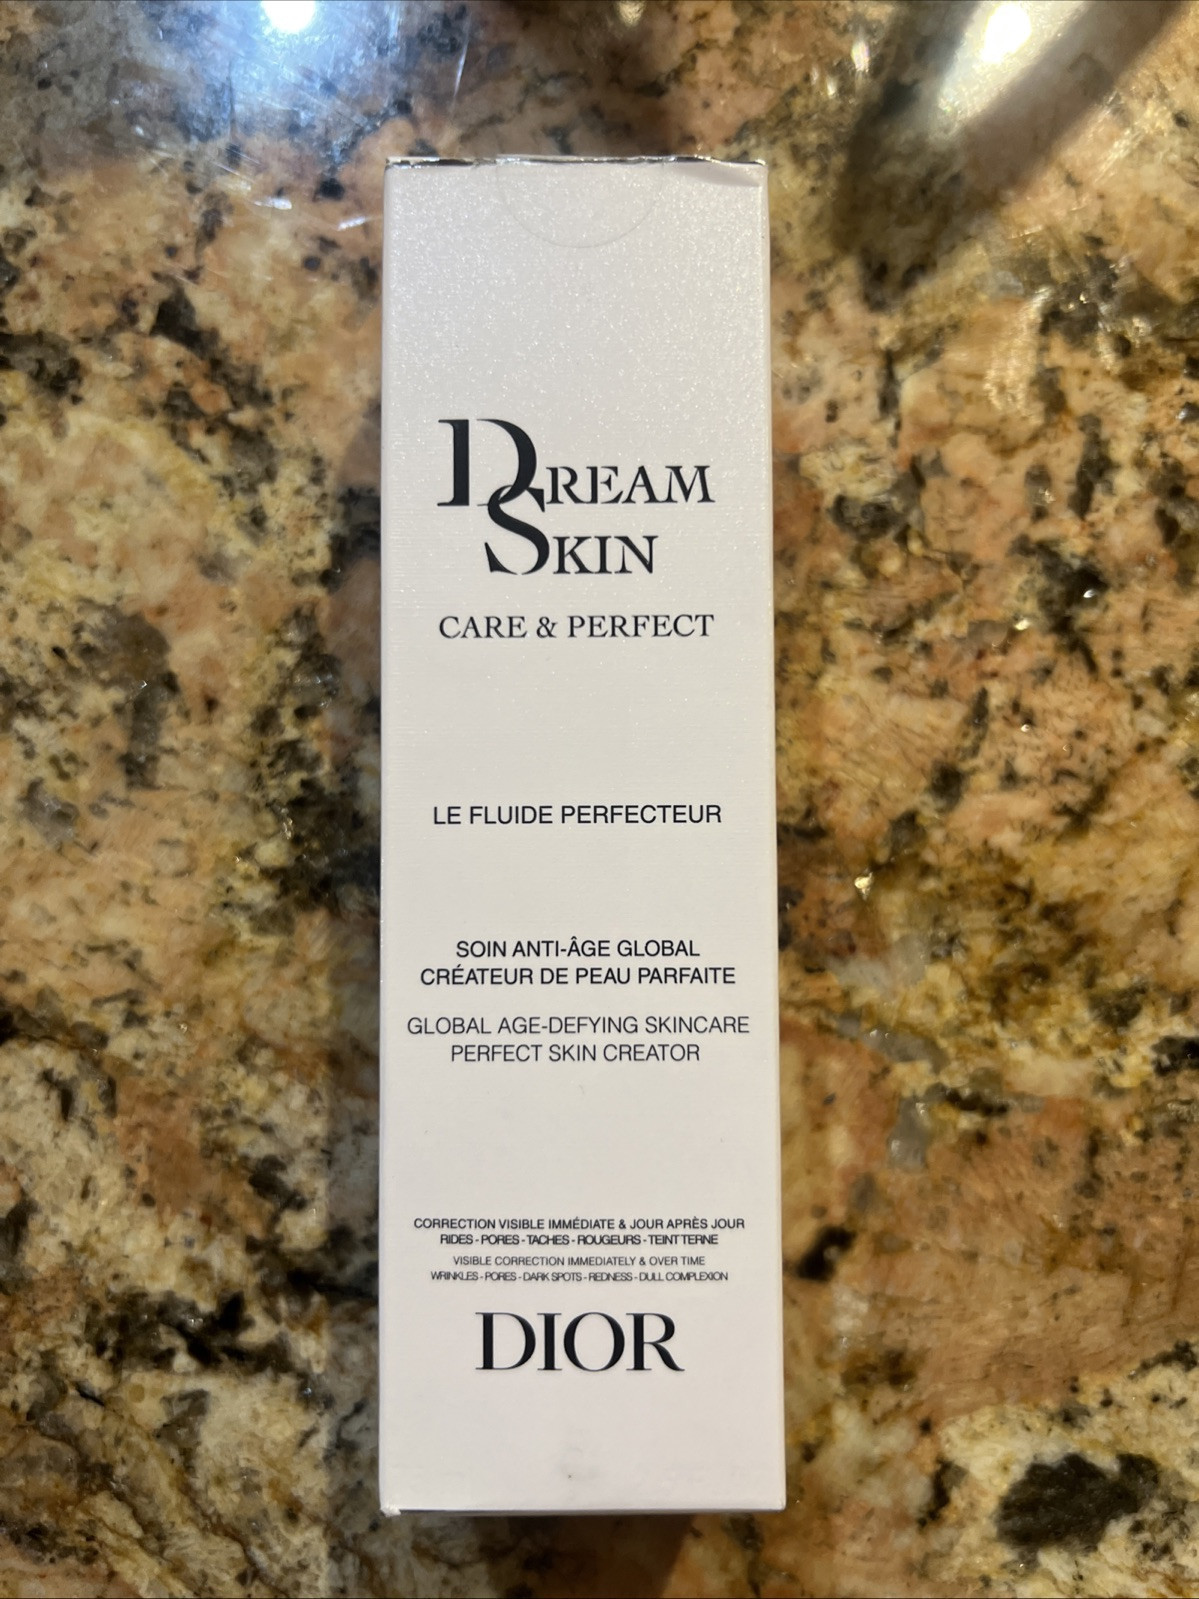 DREAM
SKIN
CARE & PERFECT
LE FLUIDE PERFECTEUR
SOIN ANTI-ÂGE GLOBAL
CRÉATEUR DE PEAU PARFAITE
GLOBAL AGE-DEFYING SKINCARE
PERFECT SKIN CREATOR
CORRECTION VISIBLE IMMÉDIATE & JOUR APRÈS JOUR
RIDES - PORES - TACHES - ROUGEURS - TEINT TERNE
VISIBLE CORRECTION IMMEDIATELY & OVER TIME
WRINKLES - PORES - DARK SPOTS - REDNESS - DULL COMPLEXION
DIOR